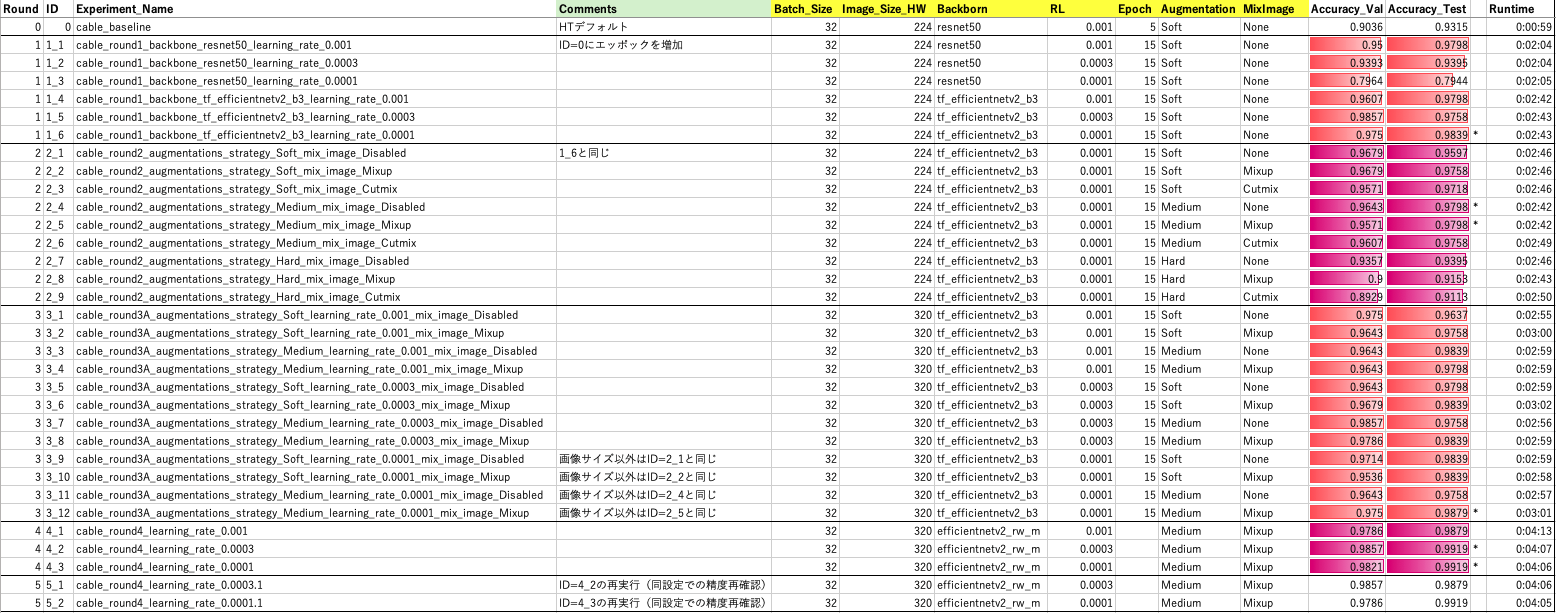 Round ID Experiment_Name Comments Batch_Size Image_Size_HW Backborn RL Epoch Augmentation MixImage Accuracy_Val Accuracy_Test Runtime
0 0 cable_baseline HTデフォルト 32 224 resnet50 0.001 5 Soft None 0.9036 0.9315 0:00:59
1 1_1 cable_round1_backbone_resnet50_learning_rate_0.001 ID=0にエッポックを増加 32 224 resnet50 0.001 15 Soft None 0.95 0.9798 0:02:04
1 1_2 cable_round1_backbone_resnet50_learning_rate_0.0003 32 224 resnet50 0.0003 15 Soft None 0.9393 0.9395 0:02:04
1 1_3 cable_round1_backbone_resnet50_learning_rate_0.0001 32 224 resnet50 0.0001 15 Soft None 0.7964 0.7944 0:02:05
1 1_4 cable_round1_backbone_tf_efficientnetv2_b3_learning_rate_0.001 32 224 tf_efficientnetv2_b3 0.001 15 Soft None 0.9607 0.9798 0:02:42
1 1_5 cable_round1_backbone_tf_efficientnetv2_b3_learning_rate_0.0003 32 224 tf_efficientnetv2_b3 0.0003 15 Soft None 0.9857 0.9758 0:02:43
1 1_6 cable_round1_backbone_tf_efficientnetv2_b3_learning_rate_0.0001 32 224 tf_efficientnetv2_b3 0.0001 15 Soft None 0.975 0.9839 * 0:02:43
2 2_1 cable_round2_augmentations_strategy_Soft_mix_image_Disabled 1_6と同じ 32 224 tf_efficientnetv2_b3 0.0001 15 Soft None 0.9679 0.9597 0:02:46
2 2_2 cable_round2_augmentations_strategy_Soft_mix_image_Mixup 32 224 tf_efficientnetv2_b3 0.0001 15 Soft Mixup 0.9679 0.9758 0:02:46
2 2_3 cable_round2_augmentations_strategy_Soft_mix_image_Cutmix 32 224 tf_efficientnetv2_b3 0.0001 15 Soft Cutmix 0.9571 0.9718 0:02:46
2 2_4 cable_round2_augmentations_strategy_Medium_mix_image_Disabled 32 224 tf_efficientnetv2_b3 0.0001 15 Medium None 0.9643 0.9798 * 0:02:42
2 2_5 cable_round2_augmentations_strategy_Medium_mix_image_Mixup 32 224 tf_efficientnetv2_b3 0.0001 15 Medium Mixup 0.9571 0.9798 * 0:02:42
2 2_6 cable_round2_augmentations_strategy_Medium_mix_image_Cutmix 32 224 tf_efficientnetv2_b3 0.0001 15 Medium Cutmix 0.9607 0.9758 0:02:49
2 2_7 cable_round2_augmentations_strategy_Hard_mix_image_Disabled 32 224 tf_efficientnetv2_b3 0.0001 15 Hard None 0.9357 0.9395 0:02:46
2 2_8 cable_round2_augmentations_strategy_Hard_mix_image_Mixup 32 224 tf_efficientnetv2_b3 0.0001 15 Hard Mixup 0.9 0.9153 0:02:43
2 2_9 cable_round2_augmentations_strategy_Hard_mix_image_Cutmix 32 224 tf_efficientnetv2_b3 0.0001 15 Hard Cutmix 0.8929 0.9113 0:02:50
3 3_1 cable_round3A_augmentations_strategy_Soft_learning_rate_0.001_mix_image_Disabled 32 320 tf_efficientnetv2_b3 0.001 15 Soft None 0.975 0.9637 0:02:55
3 3_2 cable_round3A_augmentations_strategy_Soft_learning_rate_0.001_mix_image_Mixup 32 320 tf_efficientnetv2_b3 0.001 15 Soft Mixup 0.9643 0.9758 0:03:00
3 3_3 cable_round3A_augmentations_strategy_Medium_learning_rate_0.001_mix_image_Disabled 32 320 tf_efficientnetv2_b3 0.001 15 Medium None 0.9643 0.9839 0:02:59
3 3_4 cable_round3A_augmentations_strategy_Medium_learning_rate_0.001_mix_image_Mixup 32 320 tf_efficientnetv2_b3 0.001 15 Medium Mixup 0.9643 0.9798 0:02:59
3 3_5 cable_round3A_augmentations_strategy_Soft_learning_rate_0.0003_mix_image_Disabled 32 320 tf_efficientnetv2_b3 0.0003 15 Soft None 0.9643 0.9798 0:02:59
3 3_6 cable_round3A_augmentations_strategy_Soft_learning_rate_0.0003_mix_image_Mixup 32 320 tf_efficientnetv2_b3 0.0003 15 Soft Mixup 0.9679 0.9839 0:03:02
3 3_7 cable_round3A_augmentations_strategy_Medium_learning_rate_0.0003_mix_image_Disabled 32 320 tf_efficientnetv2_b3 0.0003 15 Medium None 0.9857 0.9758 0:02:56
3 3_8 cable_round3A_augmentations_strategy_Medium_learning_rate_0.0003_mix_image_Mixup 32 320 tf_efficientnetv2_b3 0.0003 15 Medium Mixup 0.9786 0.9839 0:02:59
3 3_9 cable_round3A_augmentations_strategy_Soft_learning_rate_0.0001_mix_image_Disabled 画像サイズ以外はID=2_1と同じ 32 320 tf_efficientnetv2_b3 0.0001 15 Soft None 0.9714 0.9839 0:02:59
3 3_10 cable_round3A_augmentations_strategy_Soft_learning_rate_0.0001_mix_image_Mixup 画像サイズ以外はID=2_2と同じ 32 320 tf_efficientnetv2_b3 0.0001 15 Soft Mixup 0.9536 0.9839 0:02:58
3 3_11 cable_round3A_augmentations_strategy_Medium_learning_rate_0.0001_mix_image_Disabled 画像サイズ以外はID=2_4と同じ 32 320 tf_efficientnetv2_b3 0.0001 15 Medium None 0.9643 0.9758 0:02:57
3 3_12 cable_round3A_augmentations_strategy_Medium_learning_rate_0.0001_mix_image_Mixup 画像サイズ以外はID=2_5と同じ 32 320 tf_efficientnetv2_b3 0.0001 15 Medium Mixup 0.975 0.9879 * 0:03:01
4 4_1 cable_round4_learning_rate_0.001 32 320 efficientnetv2_rw_m 0.001 Medium Mixup 0.9786 0.9879 0:04:13
4 4_2 cable_round4_learning_rate_0.0003 32 320 efficientnetv2_rw_m 0.0003 Medium Mixup 0.9857 0.9919 * 0:04:07
4 4_3 cable_round4_learning_rate_0.0001 32 320 efficientnetv2_rw_m 0.0001 Medium Mixup 0.9821 0.9919 * 0:04:06
5 5_1 cable_round4_learning_rate_0.0003.1 ID=4_2の再実行（同設定での精度再確認） 32 320 efficientnetv2_rw_m 0.0003 Medium Mixup 0.9857 0.9879 0:04:06
5 5_2 cable_round4_learning_rate_0.0001.1 ID=4_3の再実行（同設定での精度再確認） 32 320 efficientnetv2_rw_m 0.0001 Medium Mixup 0.9786 0.9919 0:04:05